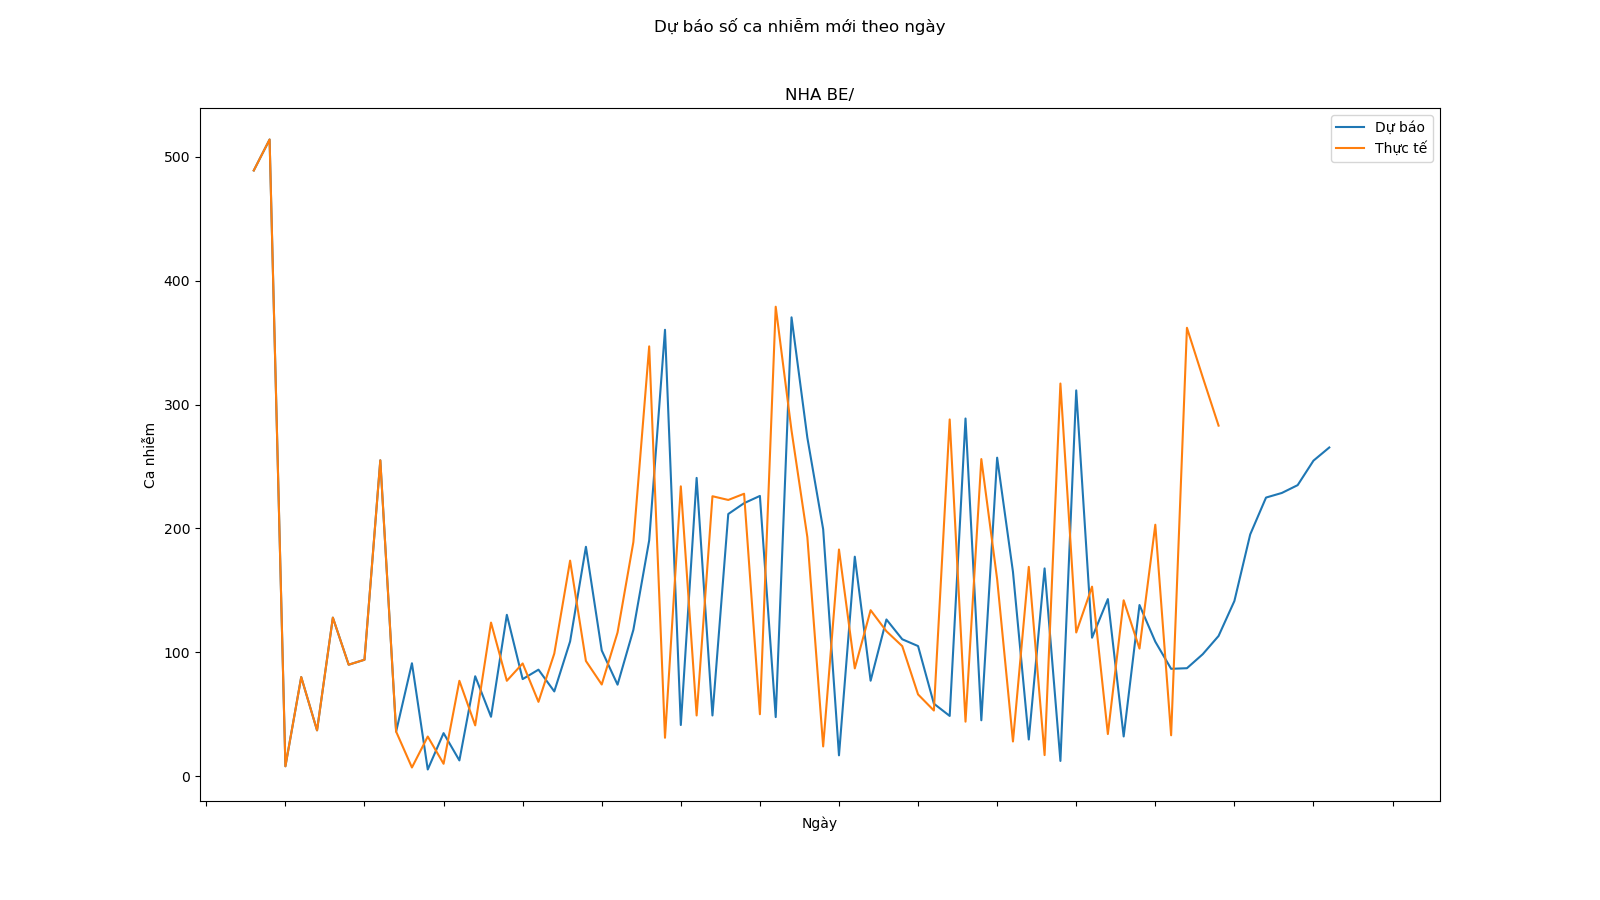 Dự báo số ca nhiễm mới theo ngày
NHA BE/
Dự báo
Thực tế
500
400
300
200
100
0
Ca nhiễm
Ngày